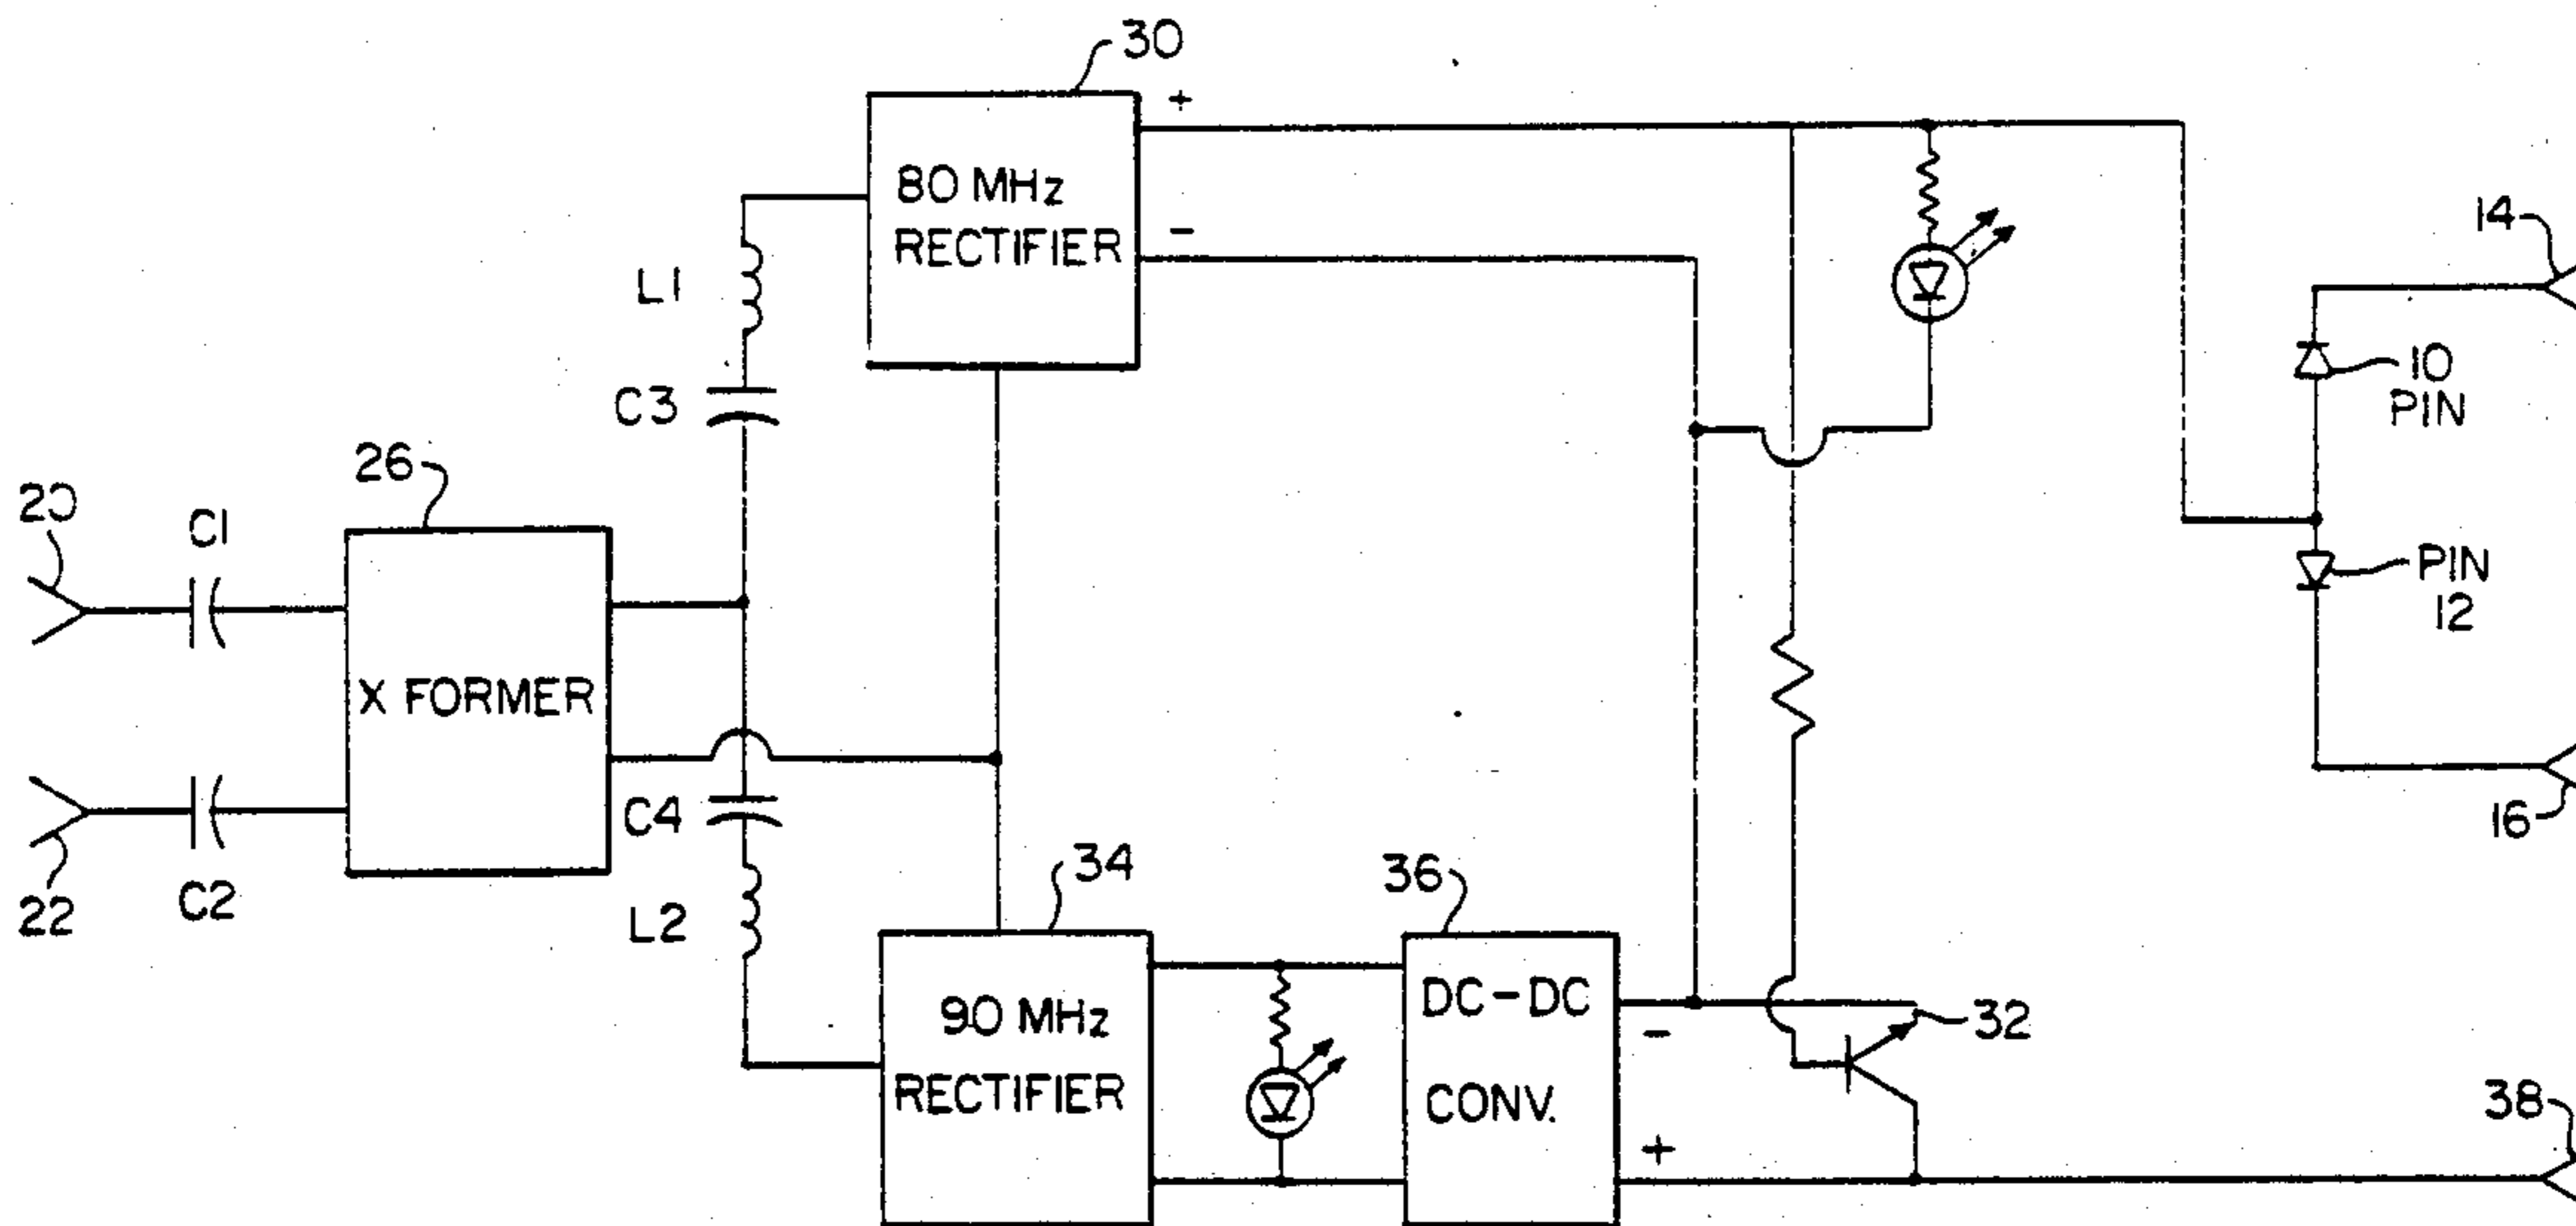 30
+
80 MHz
-
RECTIFIER
L1
14
C3
10
PIN
26
20
C1
PIN
12
X FORMER
22
C2
C4
L2
34
36
16
90 MHz
RECTIFIER
DC-DC
CONV.
-
+
32
38